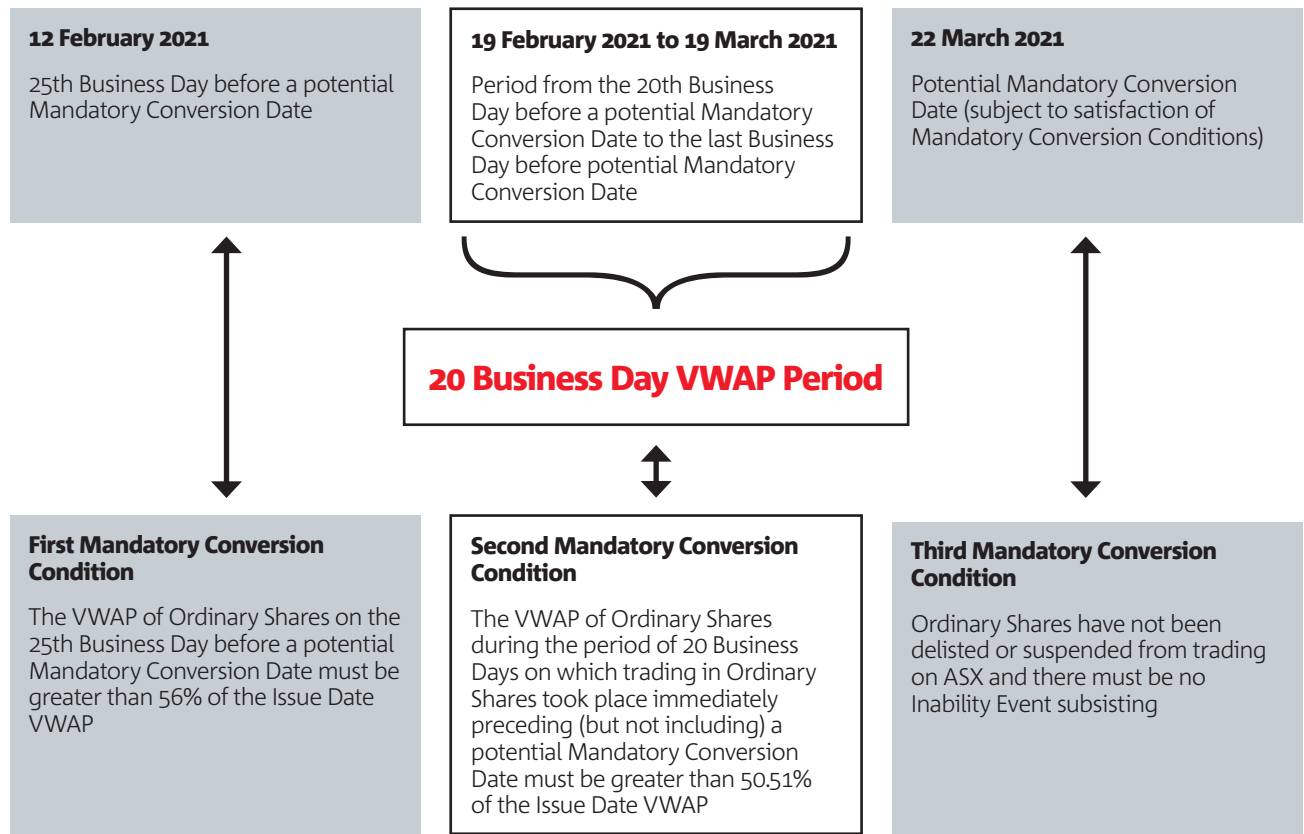 12 February 2021
25th Business Day before a potential
Mandatory Conversion Date
19 February 2021 to 19 March 2021
Period from the 20th Business
Day before a potential Mandatory
Conversion Date to the last Business
Day before potential Mandatory
Conversion Date
22 March 2021
Potential Mandatory Conversion
Date (subject to satisfaction of
Mandatory Conversion Conditions)
20 Business Day VWAP Period
First Mandatory Conversion
Condition
The VWAP of Ordinary Shares on the
25th Business Day before a potential
Mandatory Conversion Date must be
greater than 56% of the Issue Date
VWAP
Second Mandatory Conversion
Condition
The VWAP of Ordinary Shares
during the period of 20 Business
Days on which trading in Ordinary
Shares took place immediately
preceding (but not including) a
potential Mandatory Conversion
Date must be greater than 50.51%
of the Issue Date VWAP
Third Mandatory Conversion
Condition
Ordinary Shares have not been
delisted or suspended from trading
on ASX and there must be no
Inability Event subsisting